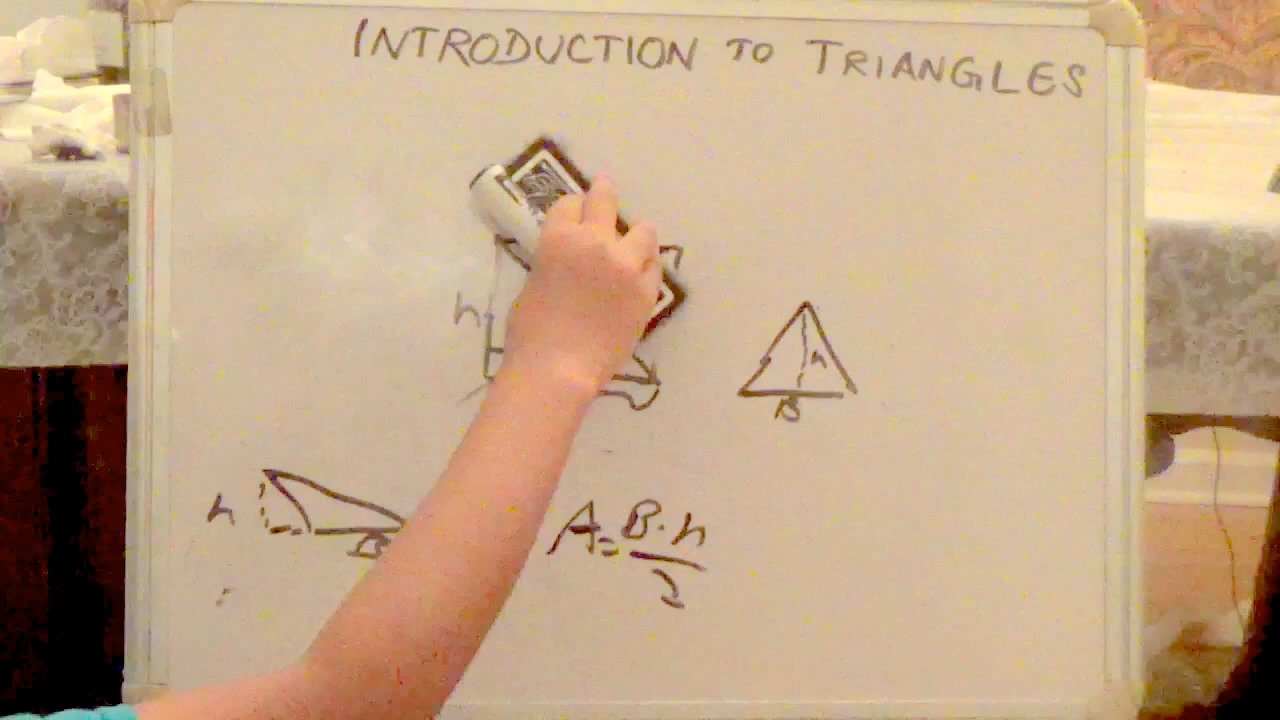 INTRODUCTION TO TRIANGLES
h
h
B
h
B
A = B·h
2